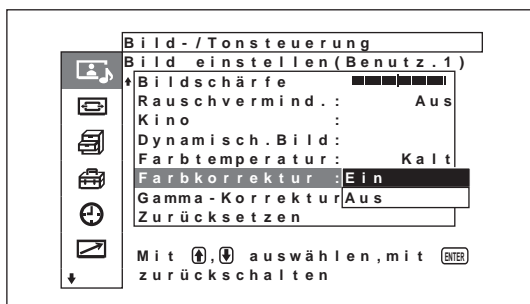 Bild-/Tonsteuerung
Bild einstellen(Benutz.1)
Bildschärfe
Rauschvermind.: Aus
Kino :
Dynamisch.Bild:
Farbtemperatur: Kalt
Farbkorrektur :Ein
Gamma-Korrektur Aus
Zurücksetzen
Mit , auswählen,mit ENTER
zurückschalten